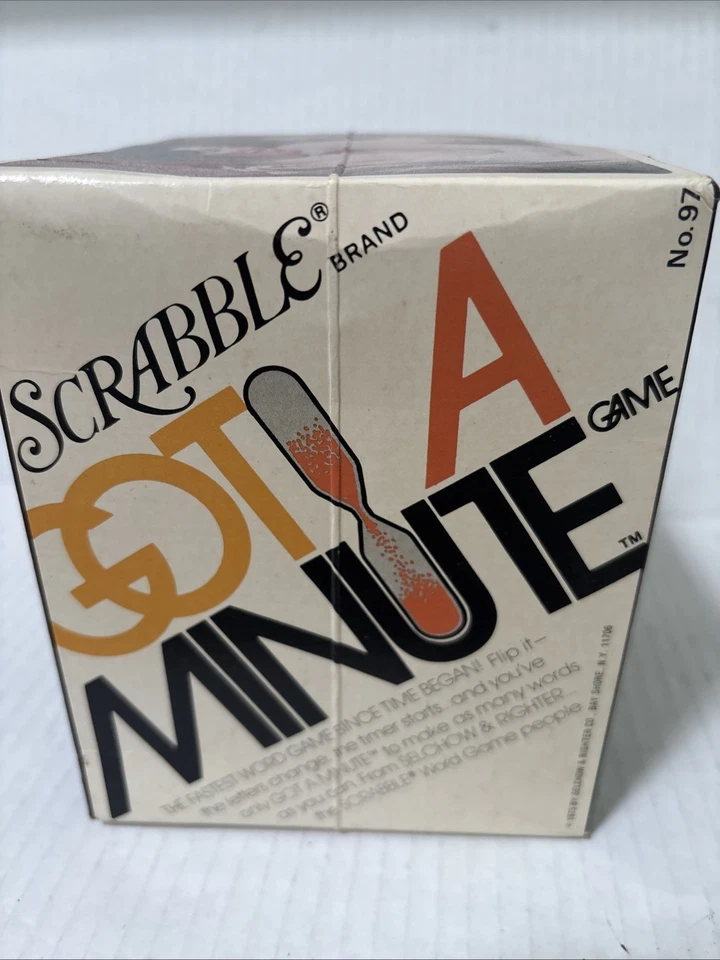 SCRABBLE® BRAND
GOT A
MINUTE™
GAME
No. 97
THE FASTEST WORD GAME SINCE TIME BEGAN! Flip it—
the letters change, the timer starts...and you've
only GOT A MINUTE™ to make as many words
as you can. From SELCHOW & RIGHTER...
the SCRABBLE® Word Game people
BY SELCHOW & RIGHTER CO. BAY SHORE, N.Y. 11706